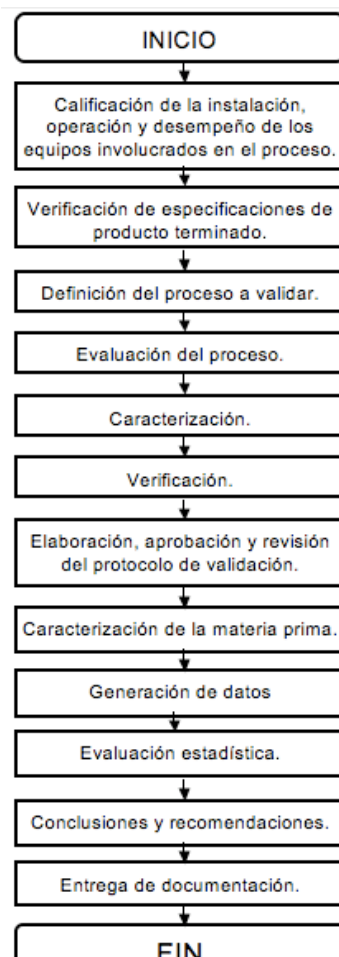 INICIO
Calificación de la instalación,
operación y desempeño de los
equipos involucrados en el proceso.
Verificación de especificaciones de
producto terminado.
Definición del proceso a validar.
Evaluación del proceso.
Caracterización.
Verificación.
Elaboración, aprobación y revisión
del protocolo de validación.
Caracterización de la materia prima.
Generación de datos
Evaluación estadística.
Conclusiones y recomendaciones.
Entrega de documentación.
FIN